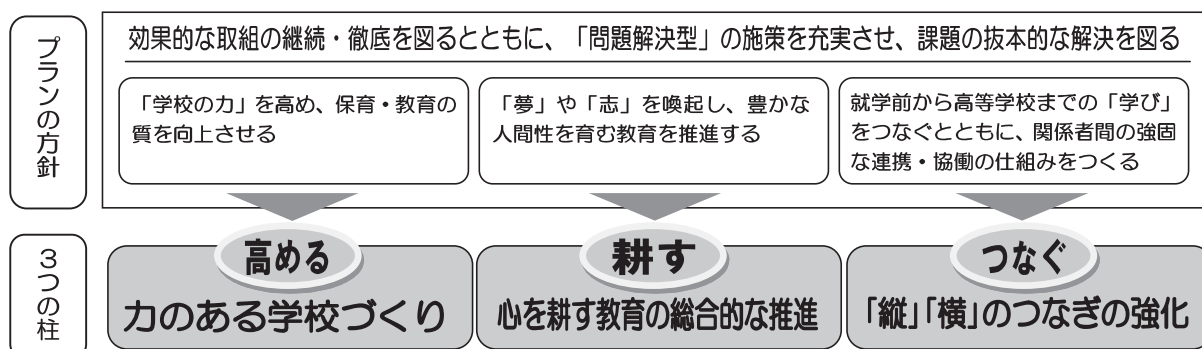 プランの方針
効果的な取組の継続・徹底を図るとともに、「問題解決型」の施策を充実させ、課題の抜本的な解決を図る
「学校の力」を高め、保育・教育の
質を向上させる
「夢」や「志」を喚起し、豊かな
人間性を育む教育を推進する
就学前から高等学校までの「学び」
をつなぐとともに、関係者間の強固
な連携・協働の仕組みをつくる
3つの柱
高める
力のある学校づくり
耕す
心を耕す教育の総合的な推進
つなぐ
「縦」「横」のつなぎの強化